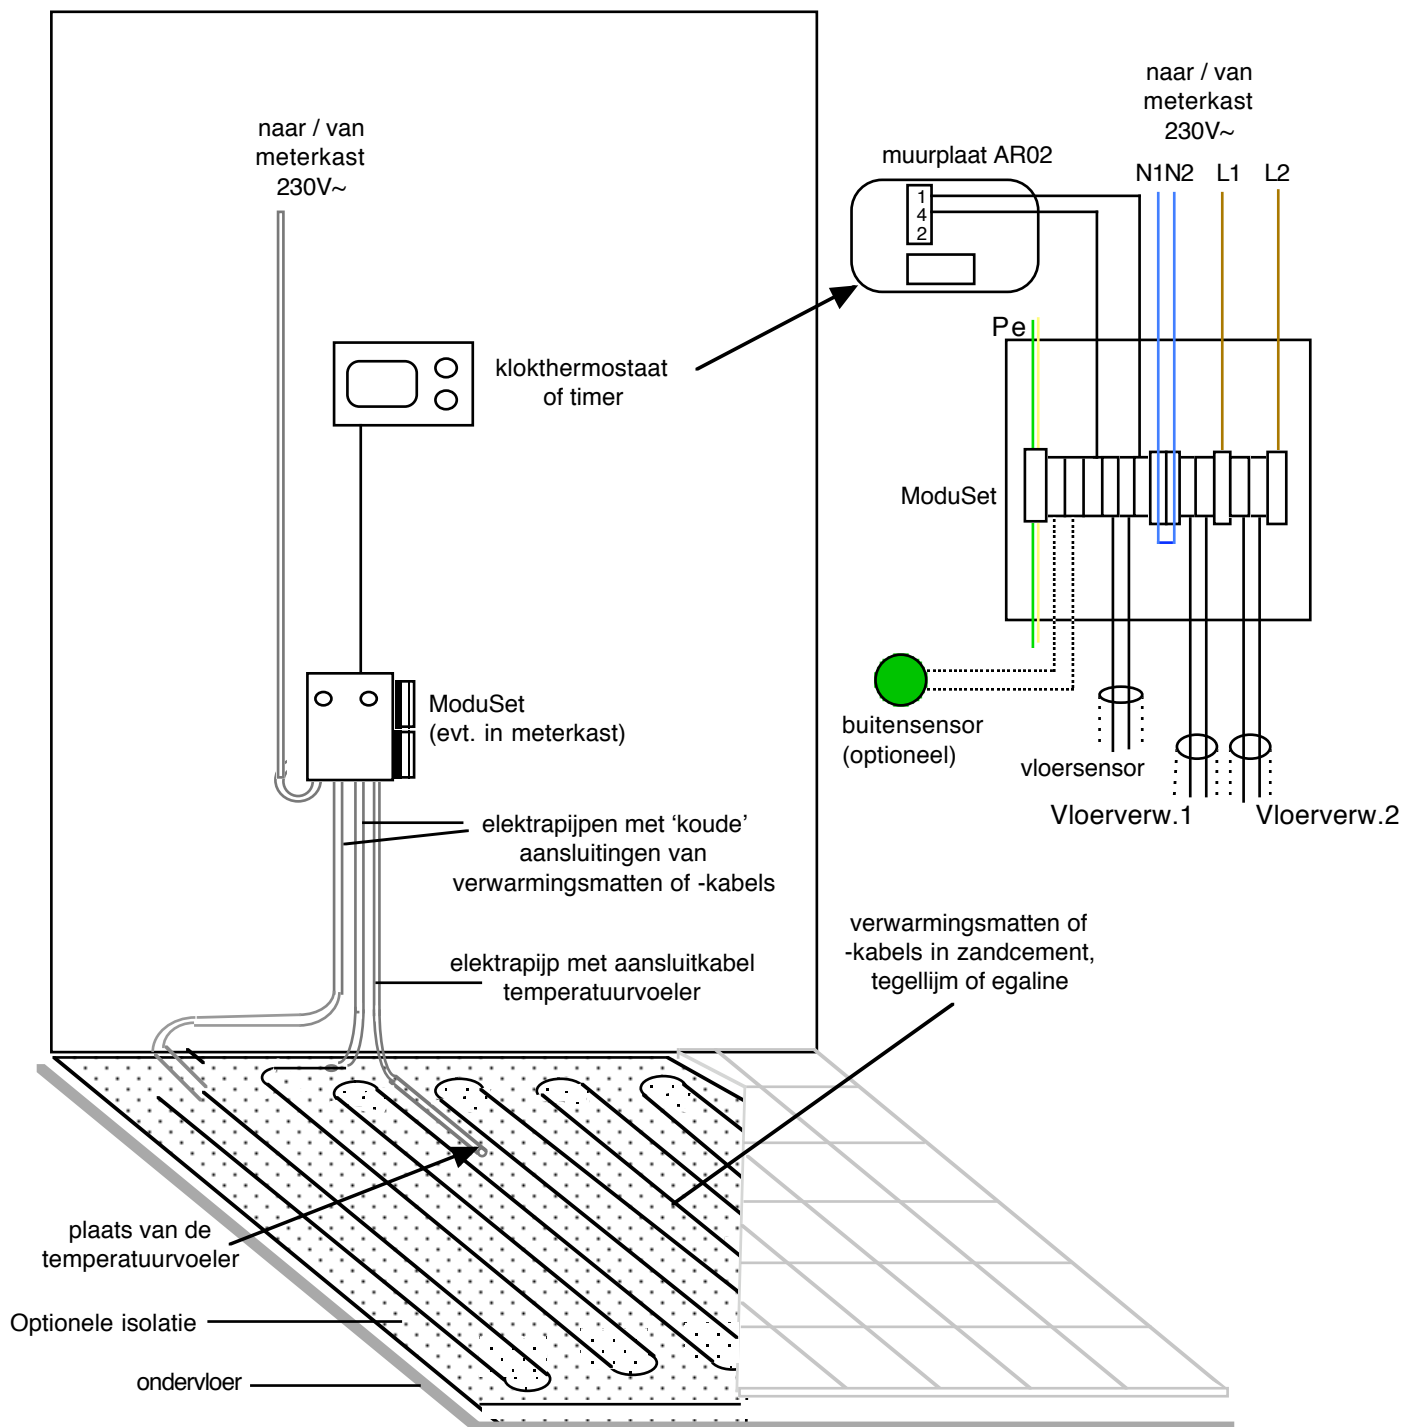 naar / van
meterkast
230V~
klokthermostaat
of timer
ModuSet
(evt. in meterkast)
elektrapijpen met ‘koude’
aansluitingen van
verwarmingsmatten of -kabels
elektrapijp met aansluitkabel
temperatuurvoeler
plaats van de
temperatuurvoeler
Optionele isolatie
ondervloer
verwarmingsmatten of
-kabels in zandcement,
tegellijm of egaline
naar / van
meterkast
230V~
muurplaat AR02
N1N2 L1 L2
1
4
2
Pe
ModuSet
buitensensor
(optioneel)
vloersensor
Vloerverw.1
Vloerverw.2